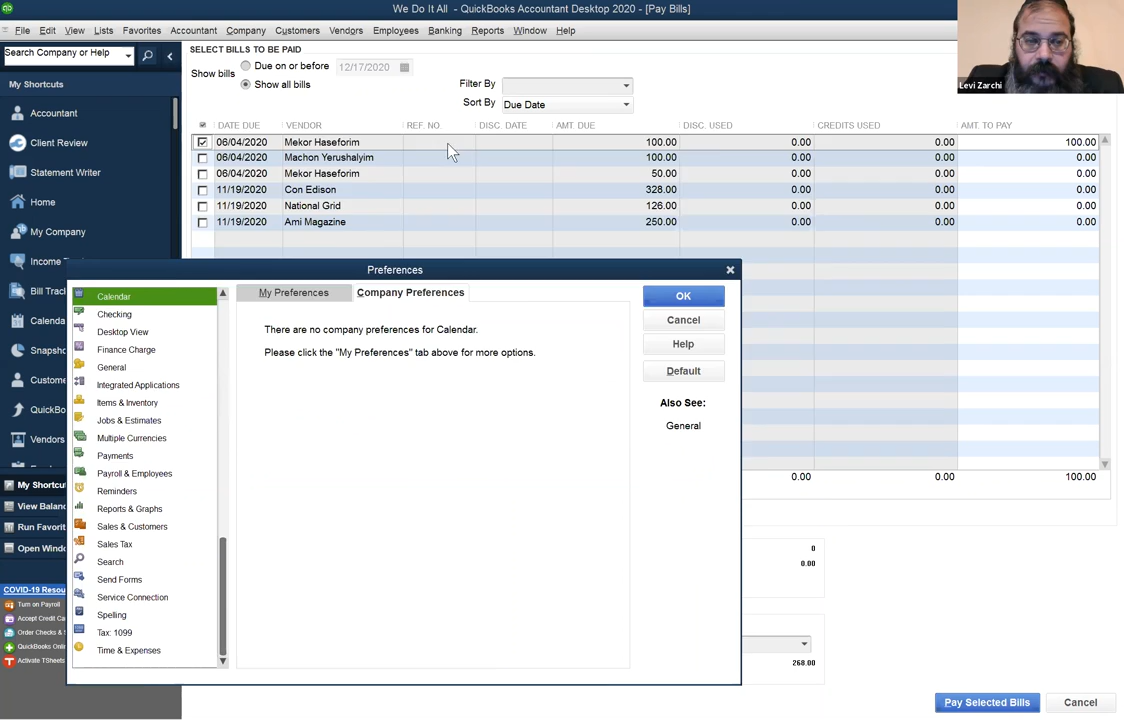 We Do It All - QuickBooks Accountant Desktop 2020 - [Pay Bills]
File Edit View Lists Favorites Accountant Company Customers Vendors Employees Banking Reports Window Help
Search Company or Help
My Shortcuts
Accountant
Client Review
Statement Writer
Home
My Company
Income
Bill Track
Calenda
Snapsh
Custome
QuickBo
Vendors
My Shortcu
View Balanc
Run Favorit
Open Windo
COVID-19 Resou
Turn on Payroll
Accept Credit Ca
Order Checks &
QuickBooks Onli
Activate TSheets
SELECT BILLS TO BE PAID
Show bills
Due on or before 12/17/2020
Show all bills
Filter By
Sort By Due Date
DATE DUE VENDOR REF. NO. DISC. DATE AMT. DUE DISC. USED CREDITS USED AMT. TO PAY
06/04/2020 Mekor Haseforim 100.00 0.00 0.00 100.00
06/04/2020 Machon Yerushalyim 100.00 0.00 0.00 0.00
06/04/2020 Mekor Haseforim 50.00 0.00 0.00 0.00
11/19/2020 Con Edison 328.00 0.00 0.00 0.00
11/19/2020 National Grid 126.00 0.00 0.00 0.00
11/19/2020 Ami Magazine 250.00 0.00 0.00 0.00
0.00 0.00 100.00
0
0.00
268.00
Pay Selected Bills Cancel
Preferences
Calendar
Checking
Desktop View
Finance Charge
General
Integrated Applications
Items & Inventory
Jobs & Estimates
Multiple Currencies
Payments
Payroll & Employees
Reminders
Reports & Graphs
Sales & Customers
Sales Tax
Search
Send Forms
Service Connection
Spelling
Tax: 1099
Time & Expenses
My Preferences Company Preferences
There are no company preferences for Calendar.
Please click the "My Preferences" tab above for more options.
OK
Cancel
Help
Default
Also See:
General
Levi Zarchi